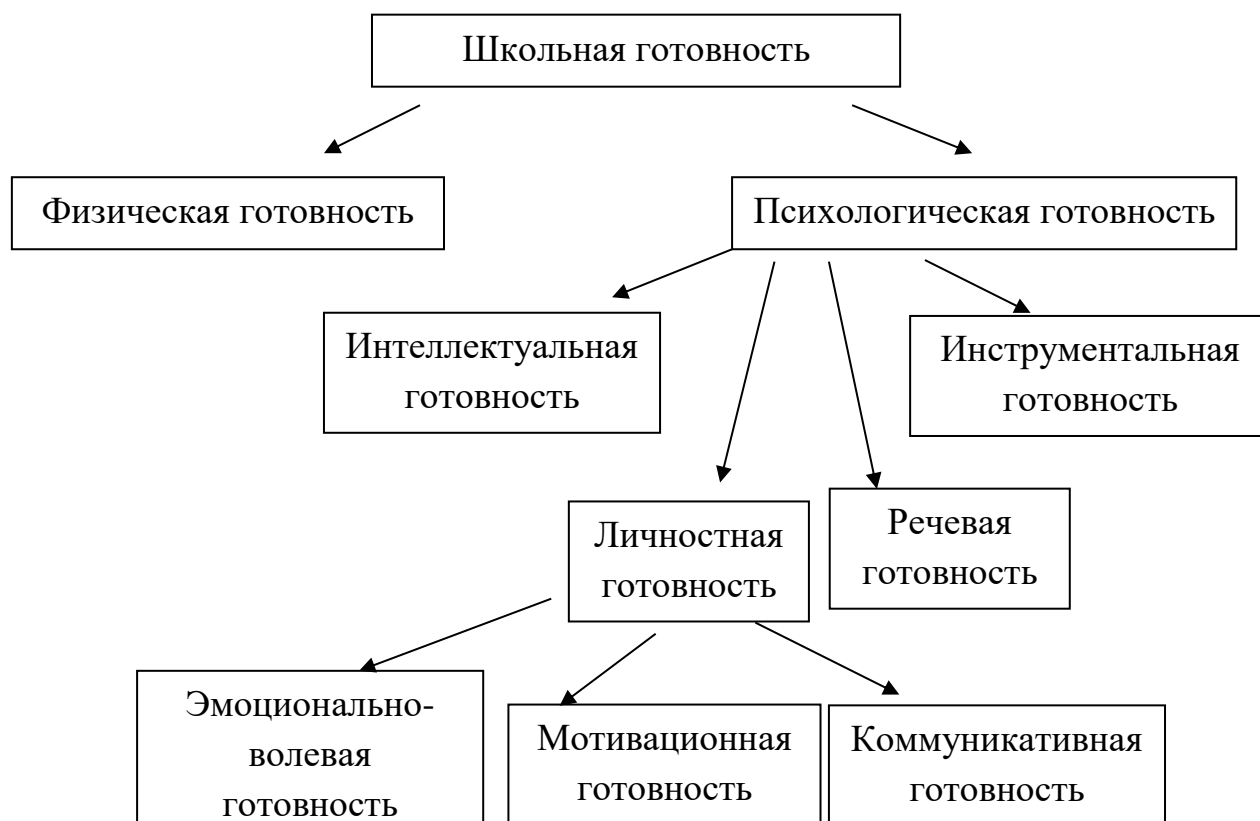 Школьная готовность
Физическая готовность
Психологическая готовность
Интеллектуальная
готовность
Инструментальная
готовность
Личностная
готовность
Речевая
готовность
Эмоционально-
волевая
готовность
Мотивационная
готовность
Коммуникативная
готовность